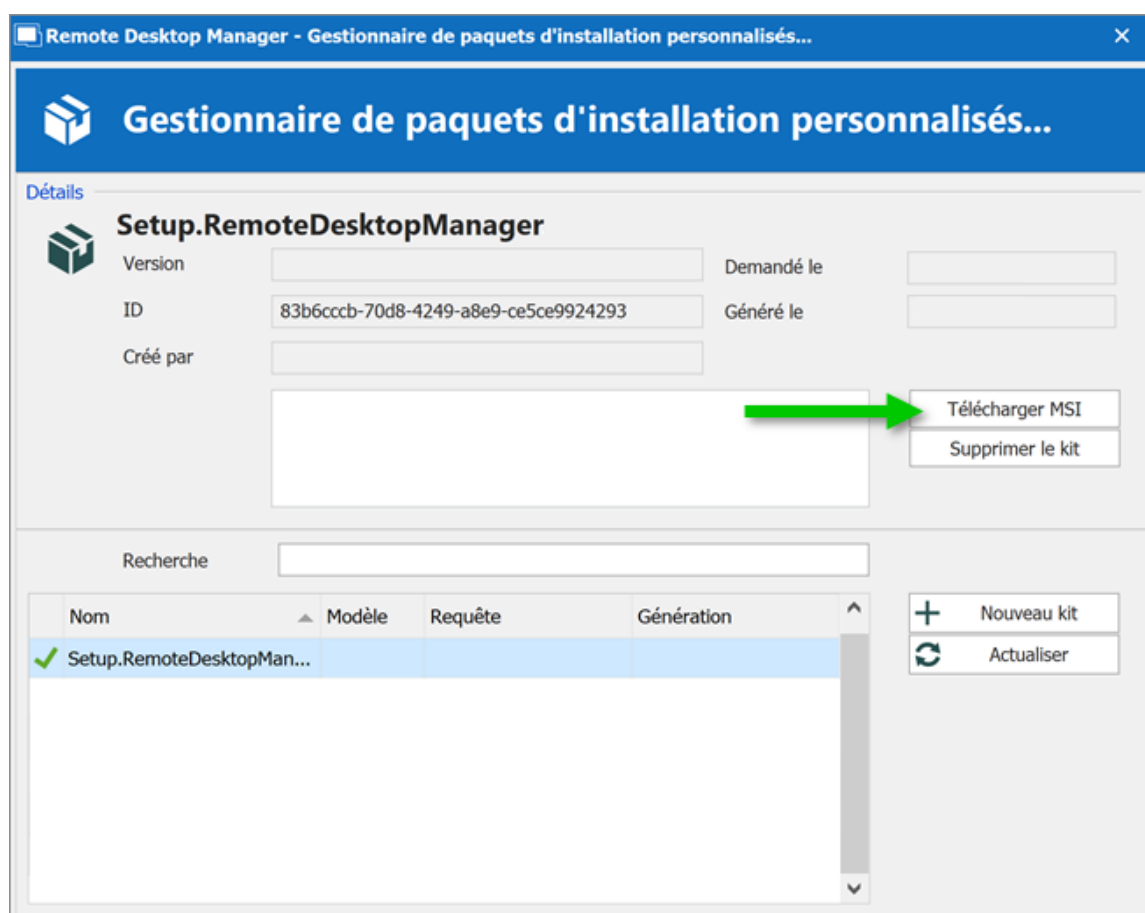 Remote Desktop Manager - Gestionnaire de paquets d'installation personnalisés...
Gestionnaire de paquets d'installation personnalisés...
Détails
Setup.RemoteDesktopManager
Version
Demandé le
ID 83b6cccb-70d8-4249-a8e9-ce5ce9924293 Généré le
Créé par
Télécharger MSI
Supprimer le kit
Recherche
Nom Modèle Requête Génération
Nouveau kit
Setup.RemoteDesktopMan...
Actualiser